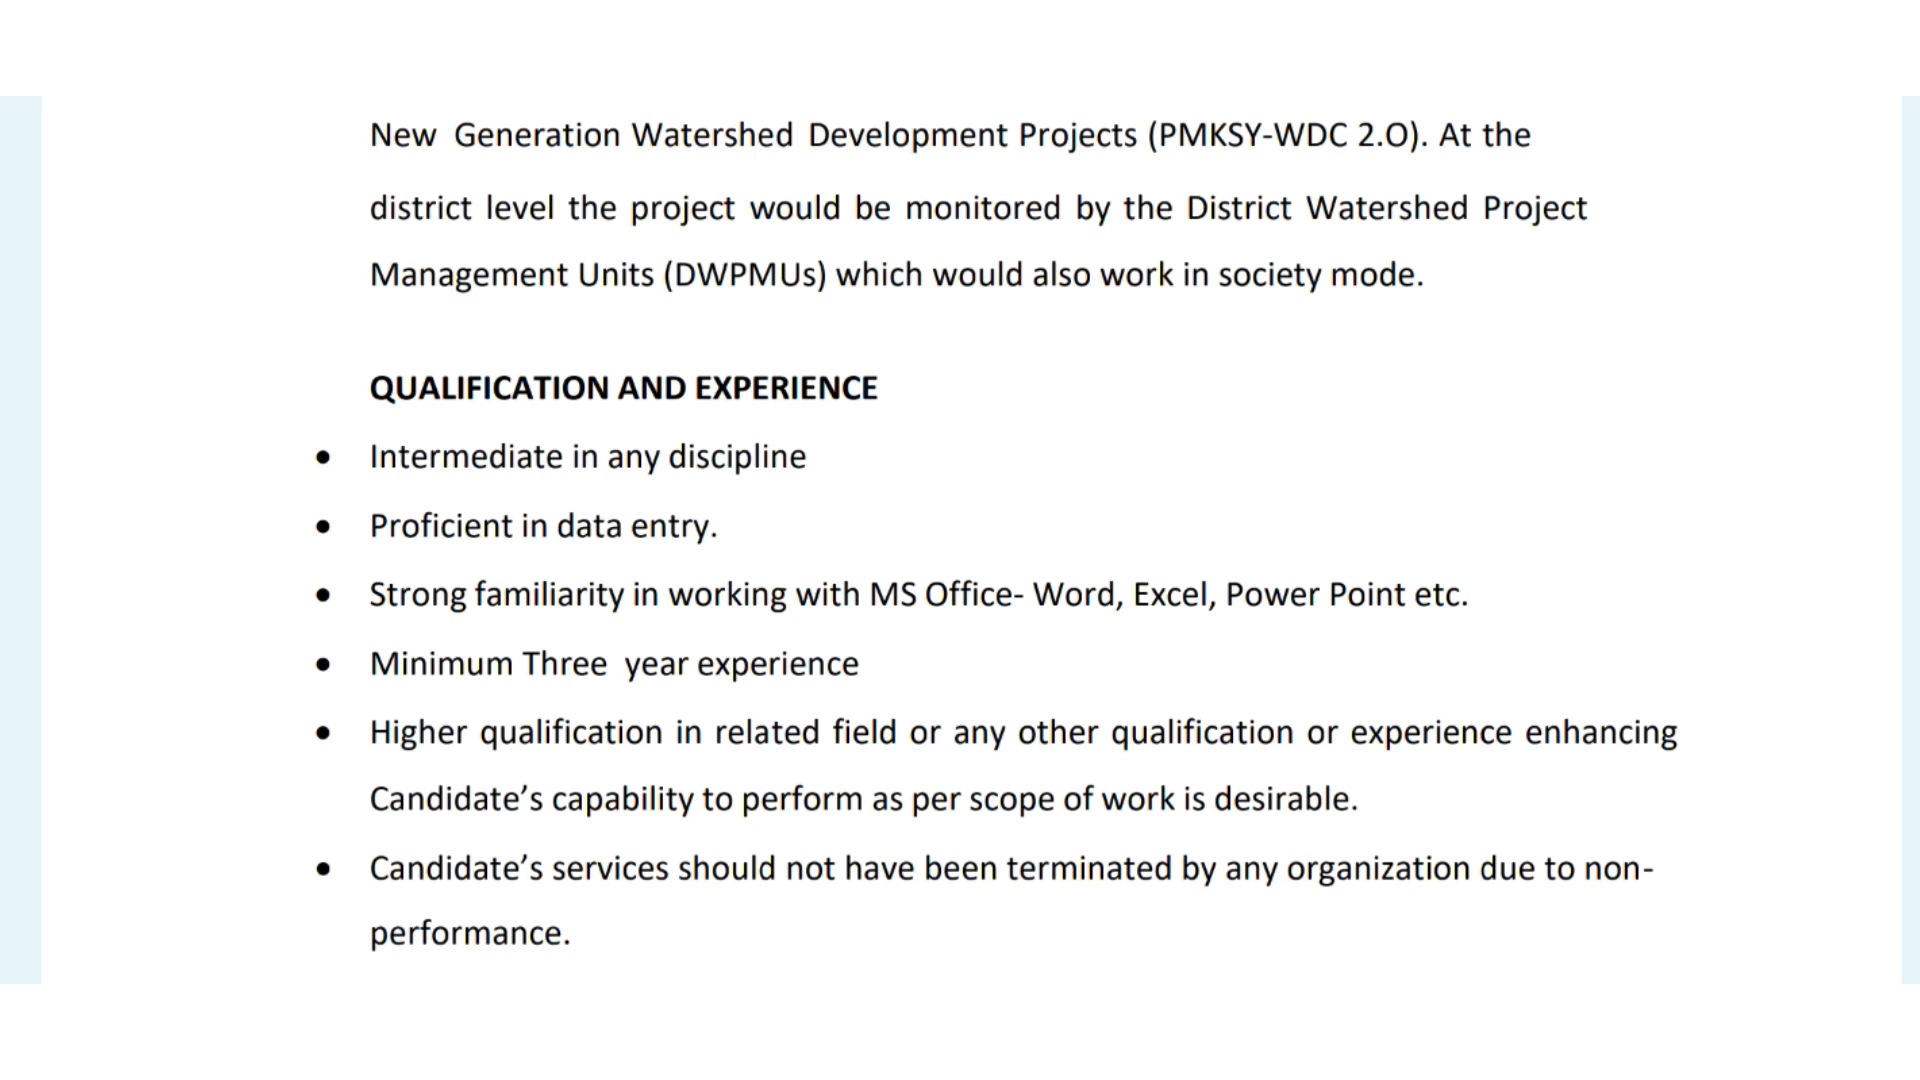 New Generation Watershed Development Projects (PMKSY-WDC 2.O). At the
district level the project would be monitored by the District Watershed Project
Management Units (DWPMUs) which would also work in society mode.
QUALIFICATION AND EXPERIENCE
• Intermediate in any discipline
• Proficient in data entry.
• Strong familiarity in working with MS Office- Word, Excel, Power Point etc.
• Minimum Three year experience
• Higher qualification in related field or any other qualification or experience enhancing
Candidate’s capability to perform as per scope of work is desirable.
• Candidate’s services should not have been terminated by any organization due to non-
performance.